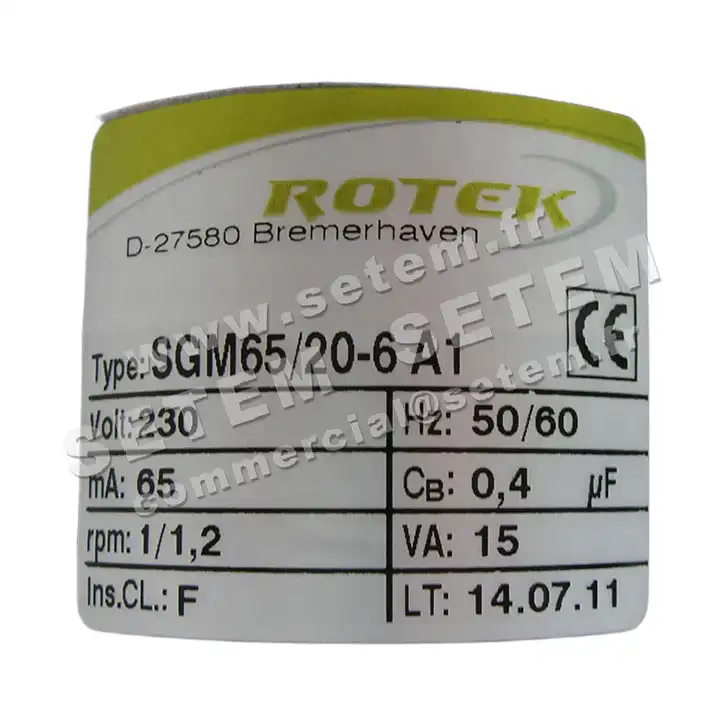 ROTEK
D-27580 Bremerhaven
www.setem.fr
SETEM SETEM
commercial@setem.fr
CE
Type: SGM65/20-6 A1
Volt: 230 Hz: 50/60
mA: 65 CB: 0,4 µF
rpm: 1/1,2 VA: 15
Ins.CL.: F LT: 14.07.11